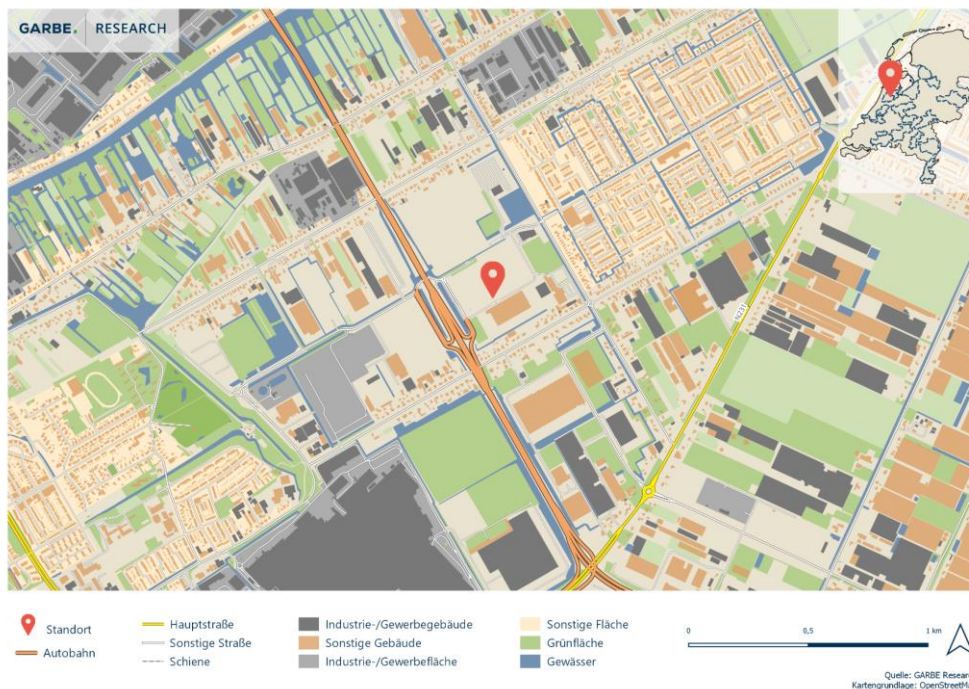 GARBE. RESEARCH
N231
Standort
Autobahn
Hauptstraße
Sonstige Straße
Schiene
Industrie-/Gewerbegebäude
Sonstige Gebäude
Industrie-/Gewerbefläche
Sonstige Fläche
Grünfläche
Gewässer
0 0,5 1 km
Quelle: GARBE Resear
Kartengrundlage: OpenStreetMa